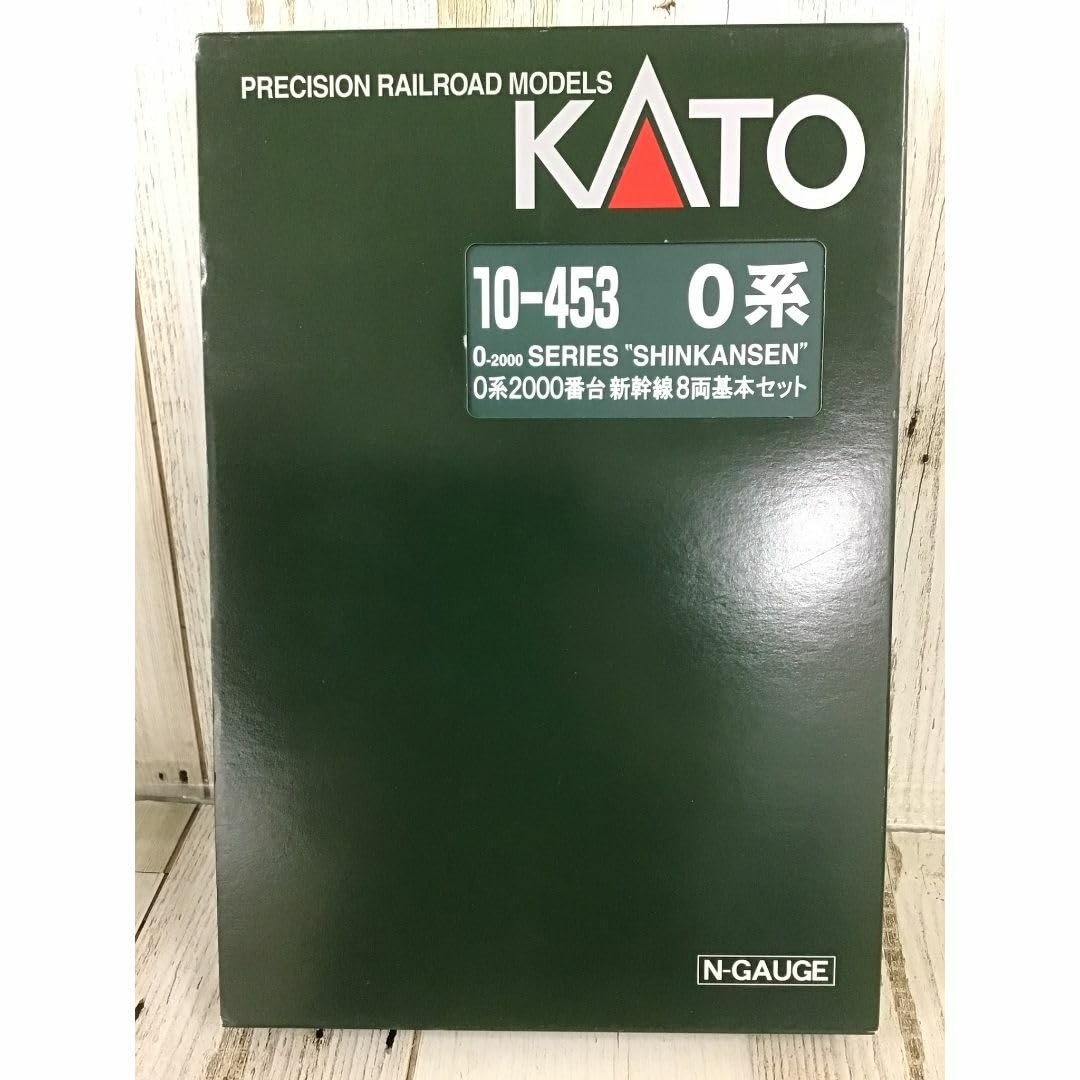 PRECISION RAILROAD MODELS
KATO
10-453 0系
0-2000 SERIES "SHINKANSEN"
0系2000番台 新幹線8両基本セット
N-GAUGE